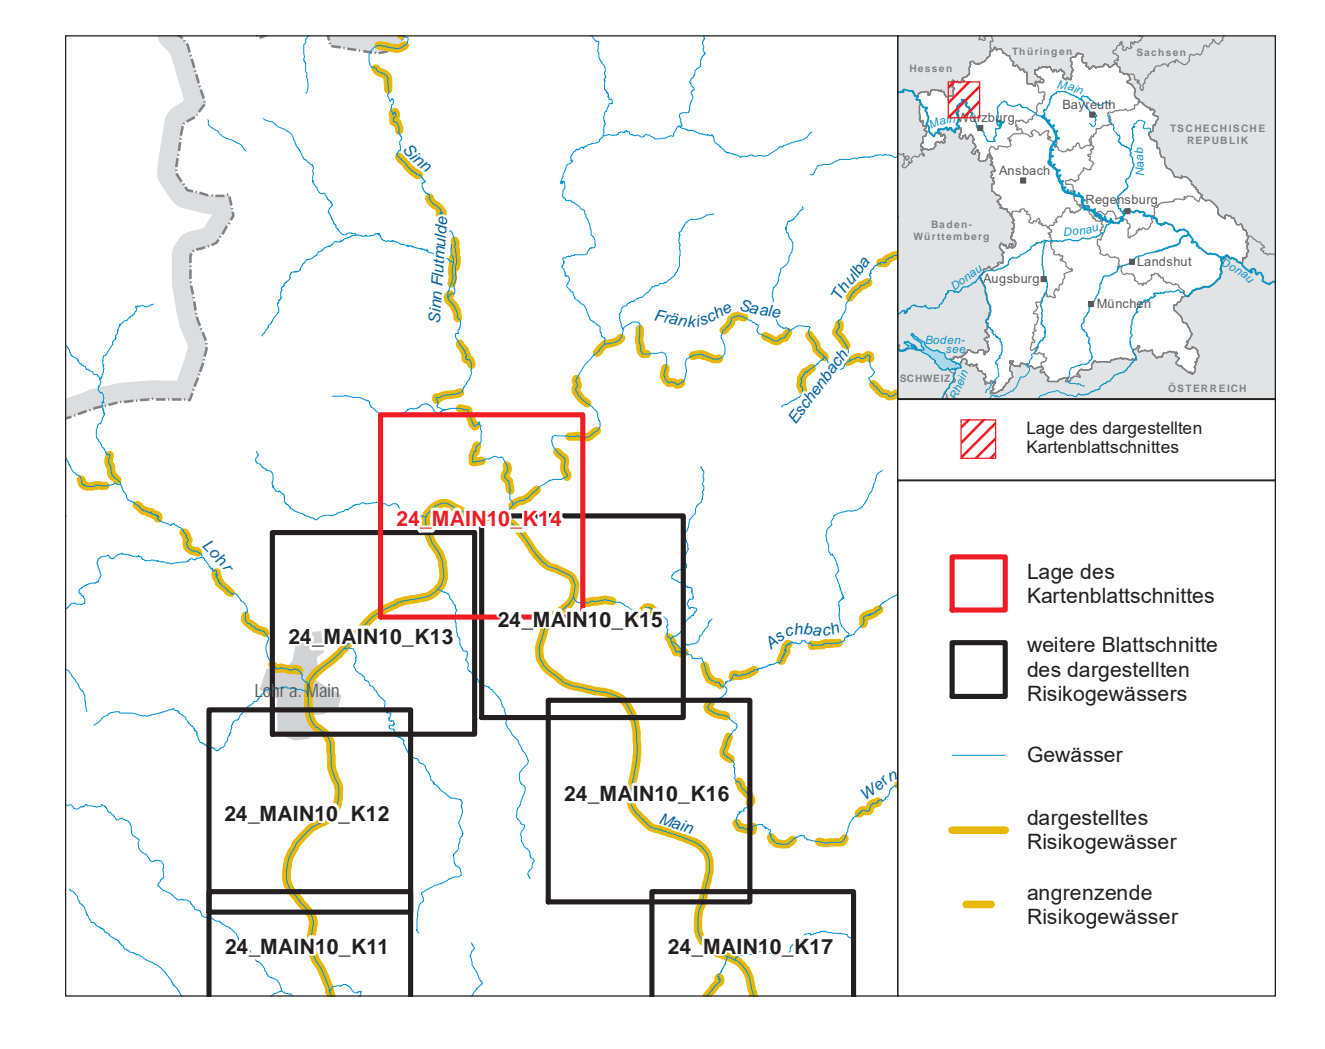 Sinn
Sinn Flutmulde
Fränkische Saale
Thulba
Eschenbach
24_MAIN10_K14
Lohr
24_MAIN10_K13
24_MAIN10_K15
Aschbach
Lohr a. Main
24_MAIN10_K12
24_MAIN10_K16
Main
Wern
24_MAIN10_K11
24_MAIN10_K17
Thüringen
Sachsen
Hessen
Main
Bayreuth
Main
Würzburg
TSCHECHISCHE
REPUBLIK
Naab
Ansbach
Regensburg
Baden-
Württemberg
Donau
Landshut
Donau
Donau
Augsburg
München
Boden-
see
SCHWEIZ
Rhein
ÖSTERREICH
Lage des dargestellten
Kartenblattschnittes
Lage des
Kartenblattschnittes
weitere Blattschnitte
des dargestellten
Risikogewässers
Gewässer
dargestelltes
Risikogewässer
angrenzende
Risikogewässer